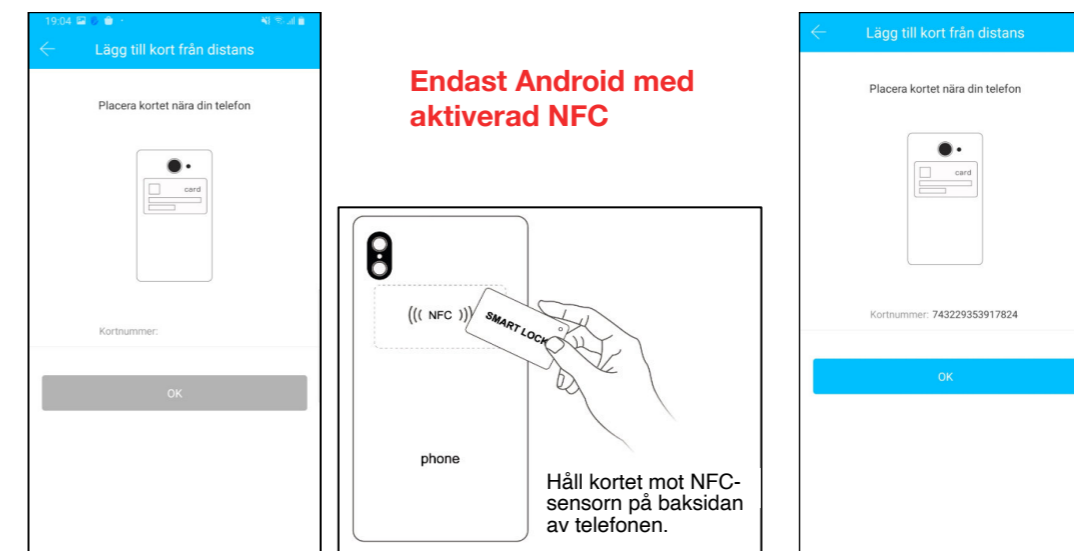 19:04
Lägg till kort från distans
Placera kortet nära din telefon
card
Kortnummer:
OK
Endast Android med
aktiverad NFC
((( NFC )))
SMART LOCK
phone
Håll kortet mot NFC-
sensorn på baksidan
av telefonen.
Lägg till kort från distans
Placera kortet nära din telefon
card
Kortnummer: 743229353917824
OK